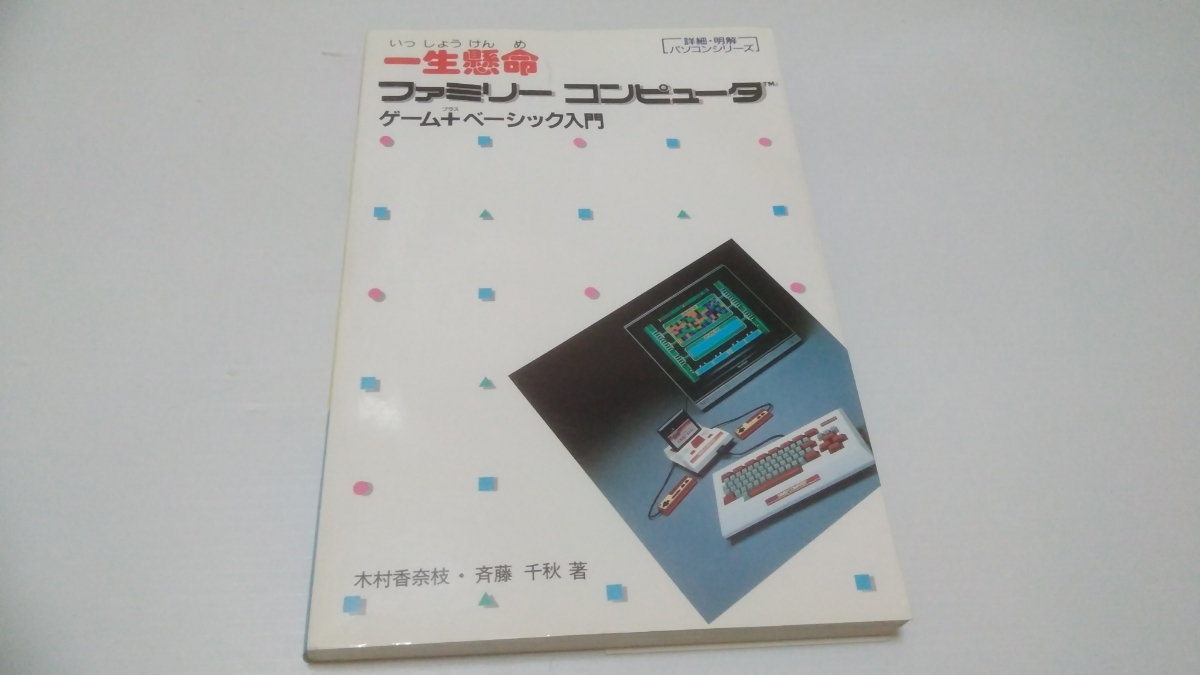 いっしょうけんめ
一生懸命
詳細・明解
パソコンシリーズ
ファミリー コンピュータ™
プラス
ゲーム+ベーシック入門
木村香奈枝・斉藤 千秋 著